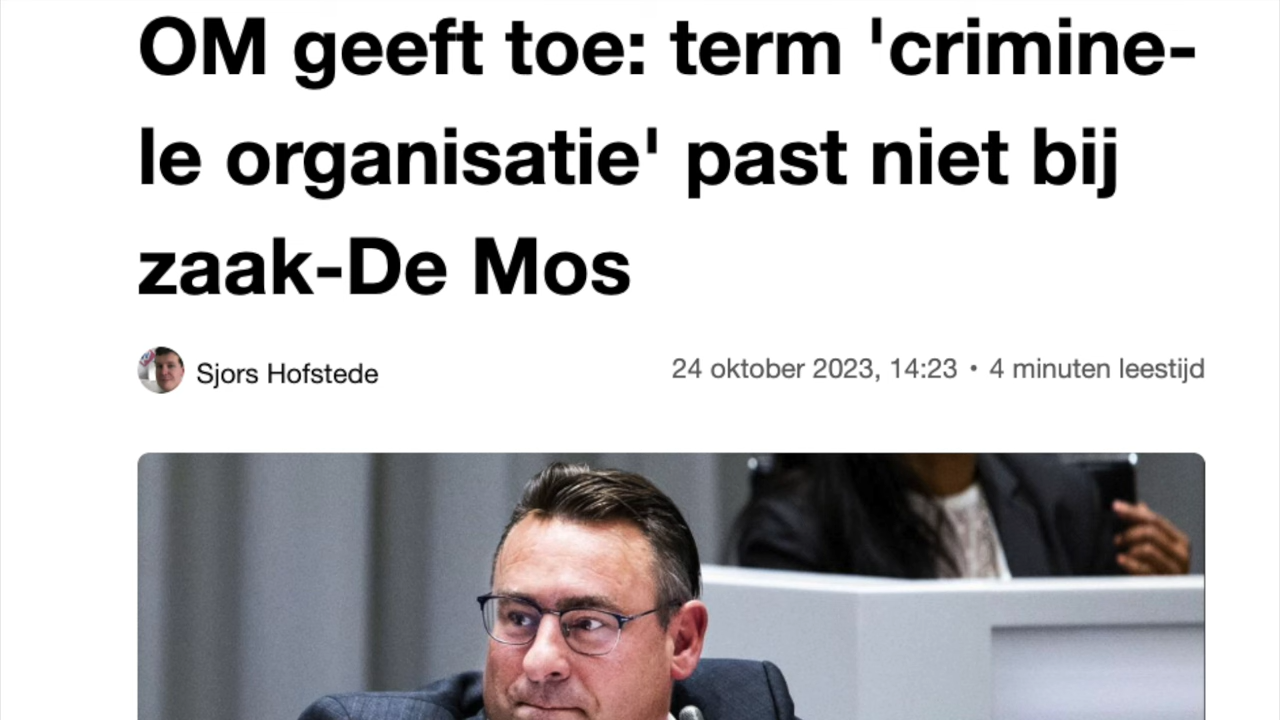 OM geeft toe: term 'crimine-
le organisatie' past niet bij
zaak-De Mos
Sjors Hofstede
24 oktober 2023, 14:23 • 4 minuten leestijd